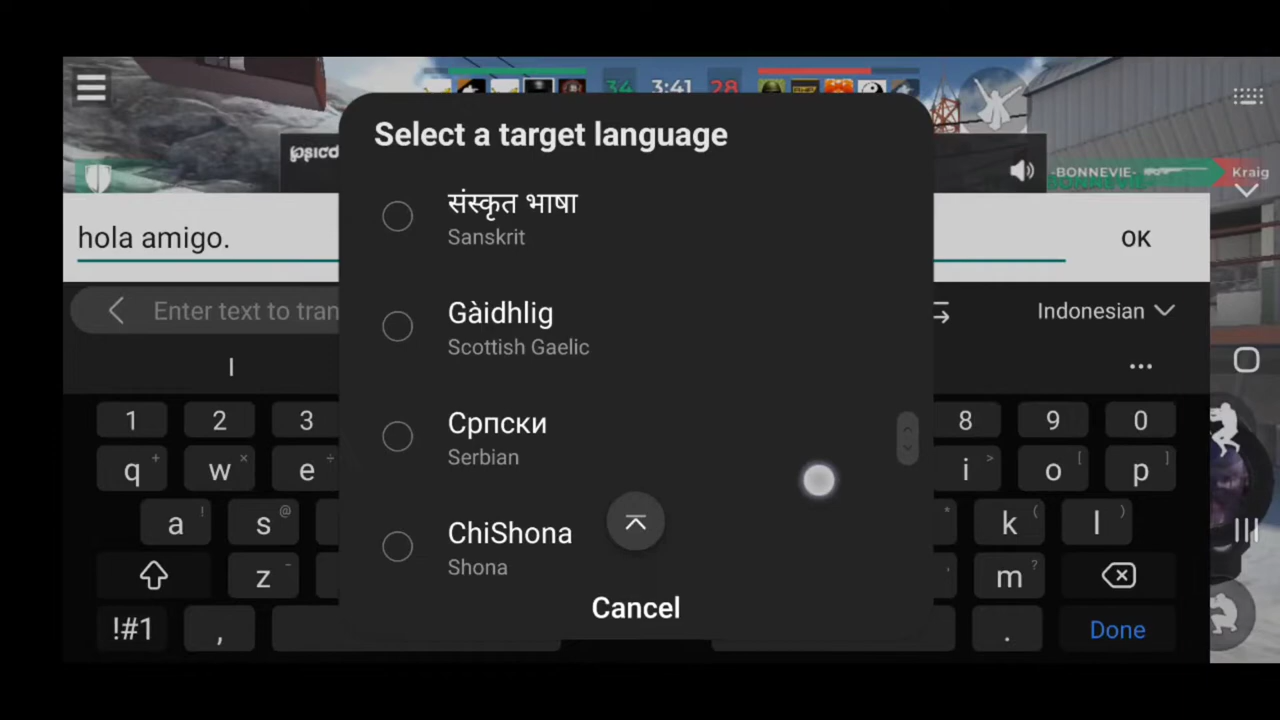 34 3:41 28
Select a target language
-BONNEVIE- Kraig
संस्कृत भाषा
Sanskrit
hola amigo.
OK
Gàidhlig
Scottish Gaelic
Enter text to tran
Indonesian
I
...
Српски
Serbian
ChiShona
Shona
Cancel
1 2 3 8 9 0
q + w × e ÷ i > o [ p ]
a ! s @ k ( l )
z - m ?
!#1 , . Done